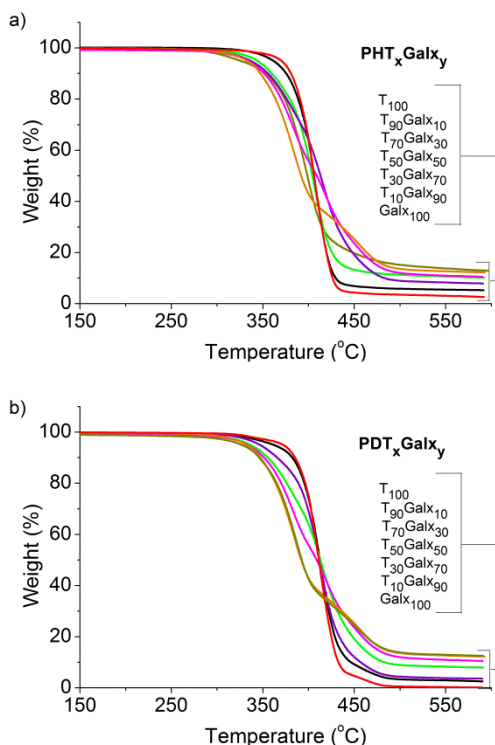 a)
PHTxGalxy
T100
T90Galx10
T70Galx30
T50Galx50
T30Galx70
T10Galx90
Galx100
Weight (%)
100
80
60
40
20
0
150 250 350 450 550
Temperature (°C)
b)
PDTxGalxy
T100
T90Galx10
T70Galx30
T50Galx50
T30Galx70
T10Galx90
Galx100
Weight (%)
100
80
60
40
20
0
150 250 350 450 550
Temperature (°C)